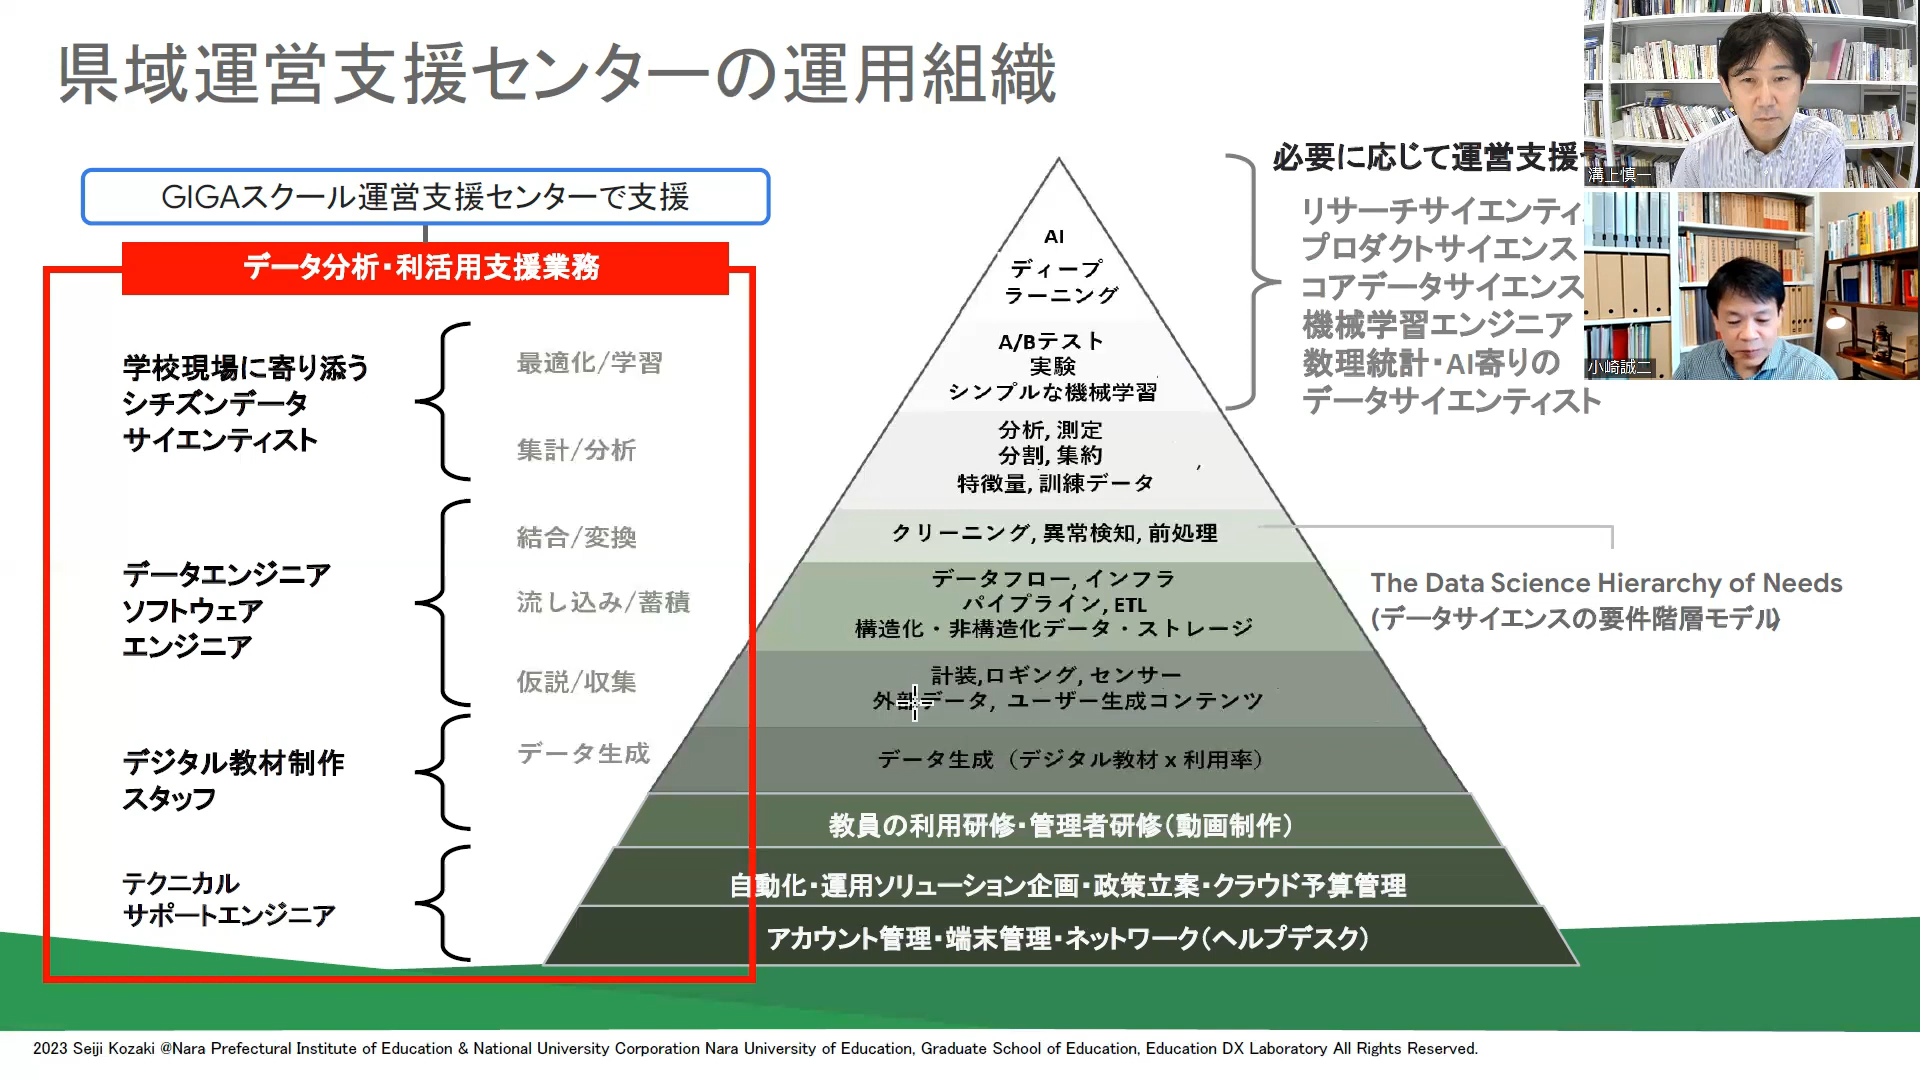 県域運営支援センターの運用組織
GIGAスクール運営支援センターで支援
データ分析・利活用支援業務
学校現場に寄り添う
シチズンデータ
サイエンティスト
最適化/学習
集計/分析
データエンジニア
ソフトウェア
エンジニア
結合/変換
流し込み/蓄積
仮説/収集
デジタル教材制作
スタッフ
データ生成
テクニカル
サポートエンジニア
AI
ディープ
ラーニング
A/Bテスト
実験
シンプルな機械学習
分析, 測定
分割, 集約
特徴量, 訓練データ
クリーニング, 異常検知, 前処理
データフロー, インフラ
パイプライン, ETL
構造化・非構造化データ・ストレージ
計装,ロギング, センサー
外部データ, ユーザー生成コンテンツ
データ生成（デジタル教材 x 利用率）
教員の利用研修・管理者研修（動画制作）
自動化・運用ソリューション企画・政策立案・クラウド予算管理
アカウント管理・端末管理・ネットワーク（ヘルプデスク）
必要に応じて運営支援
リサーチサイエンティ
プロダクトサイエンス
コアデータサイエンス
機械学習エンジニア
数理統計・AI寄りの
データサイエンティスト
The Data Science Hierarchy of Needs
(データサイエンスの要件階層モデル)
溝上慎一
小崎誠二
2023 Seiji Kozaki @Nara Prefectural Institute of Education & National University Corporation Nara University of Education, Graduate School of Education, Education DX Laboratory All Rights Reserved.